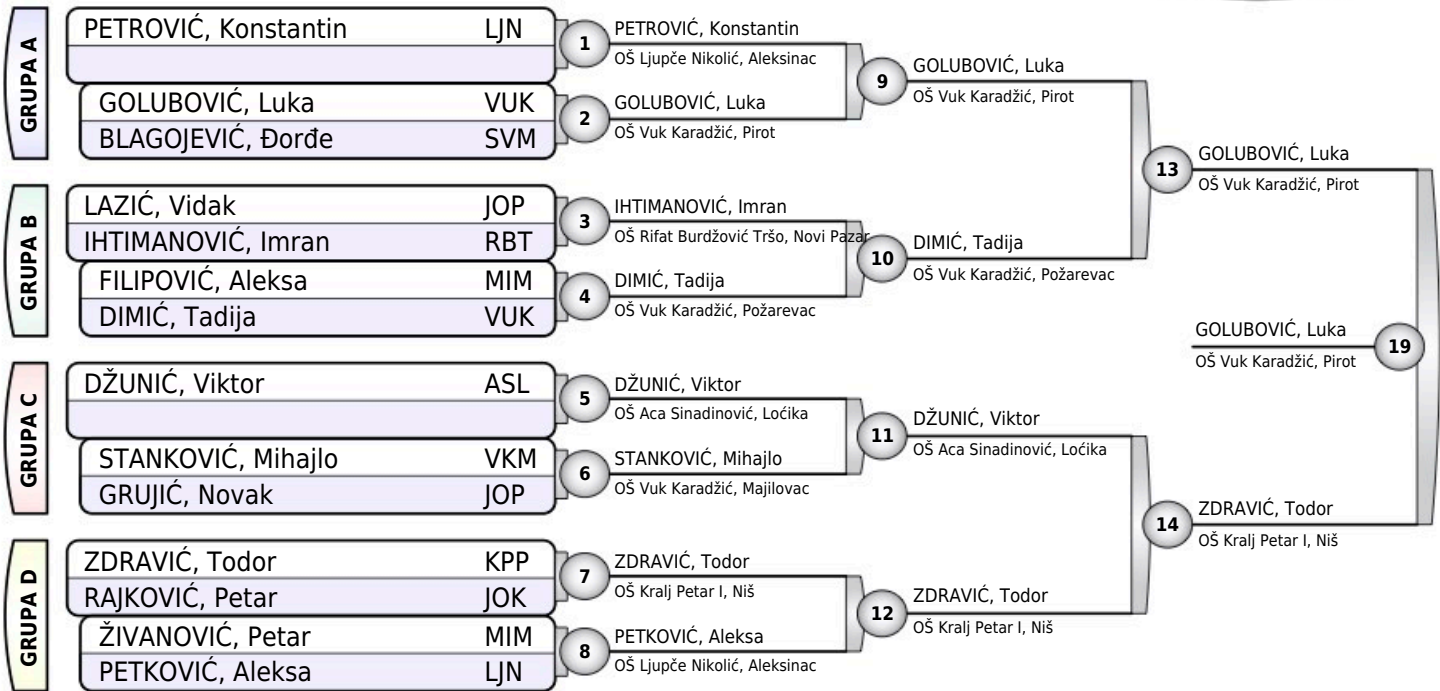 GRUPA A
PETROVIĆ, Konstantin LJN
GOLUBOVIĆ, Luka VUK
BLAGOJEVIĆ, Đorđe SVM
GRUPA B
LAZIĆ, Vidak JOP
IHTIMANOVIĆ, Imran RBT
FILIPOVIĆ, Aleksa MIM
DIMIĆ, Tadija VUK
GRUPA C
DŽUNIĆ, Viktor ASL
STANKOVIĆ, Mihajlo VKM
GRUJIĆ, Novak JOP
GRUPA D
ZDRAVIĆ, Todor KPP
RAJKOVIĆ, Petar JOK
ŽIVANOVIĆ, Petar MIM
PETKOVIĆ, Aleksa LJN
1
PETROVIĆ, Konstantin
OŠ Ljupče Nikolić, Aleksinac
2
GOLUBOVIĆ, Luka
OŠ Vuk Karadžić, Pirot
3
IHTIMANOVIĆ, Imran
OŠ Rifat Burdžović Tršo, Novi Pazar
4
DIMIĆ, Tadija
OŠ Vuk Karadžić, Požarevac
5
DŽUNIĆ, Viktor
OŠ Aca Sinadinović, Loćika
6
STANKOVIĆ, Mihajlo
OŠ Vuk Karadžić, Majilovac
7
ZDRAVIĆ, Todor
OŠ Kralj Petar I, Niš
8
PETKOVIĆ, Aleksa
OŠ Ljupče Nikolić, Aleksinac
9
GOLUBOVIĆ, Luka
OŠ Vuk Karadžić, Pirot
10
DIMIĆ, Tadija
OŠ Vuk Karadžić, Požarevac
11
DŽUNIĆ, Viktor
OŠ Aca Sinadinović, Loćika
12
ZDRAVIĆ, Todor
OŠ Kralj Petar I, Niš
13
GOLUBOVIĆ, Luka
OŠ Vuk Karadžić, Pirot
14
ZDRAVIĆ, Todor
OŠ Kralj Petar I, Niš
GOLUBOVIĆ, Luka
OŠ Vuk Karadžić, Pirot
19